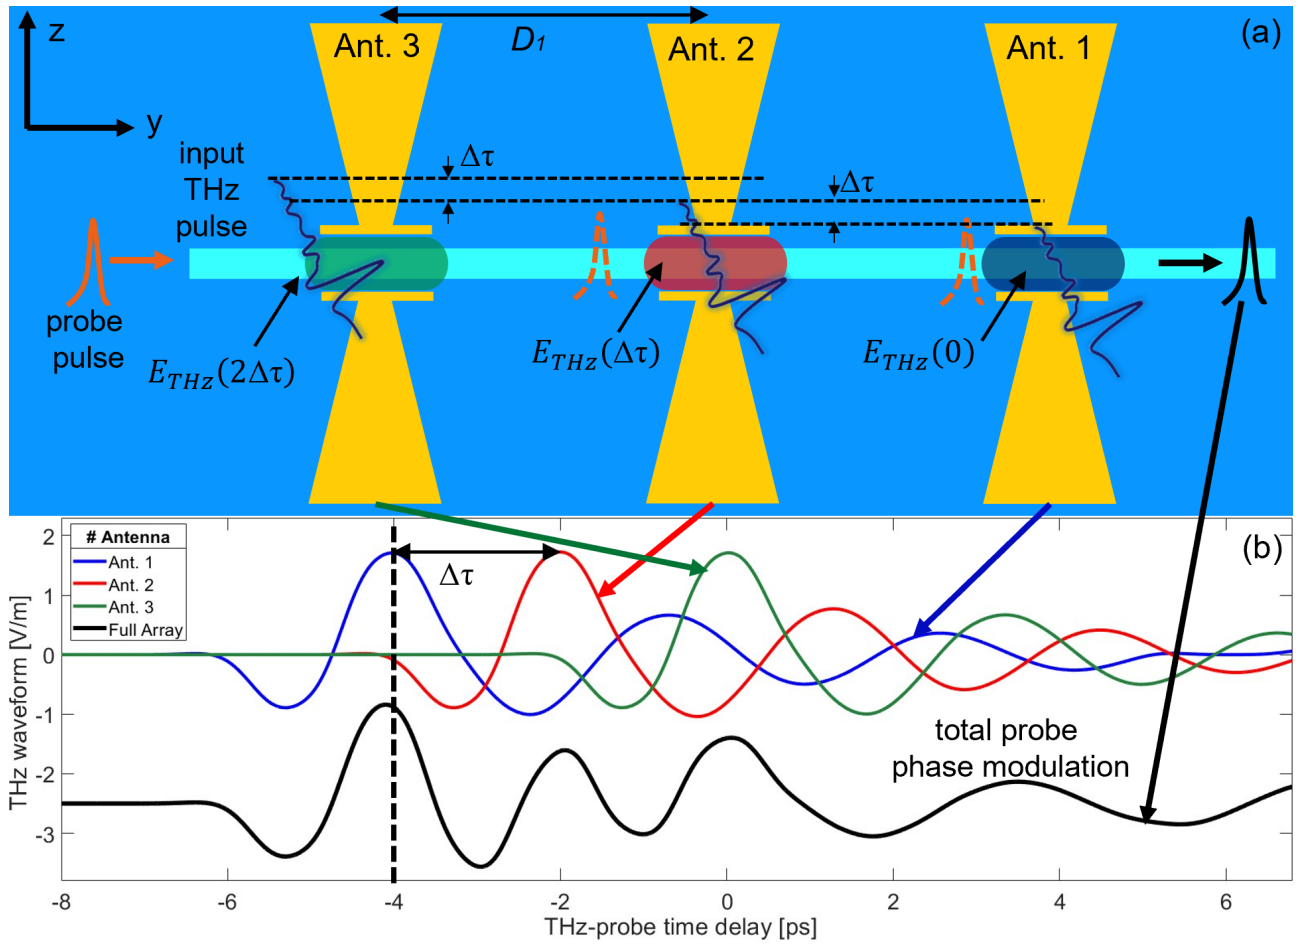 z
y
Ant. 3
D₁
Ant. 2
Ant. 1
(a)
input
THz
pulse
Δτ
Δτ
probe
pulse
E_THz(2Δτ)
E_THz(Δτ)
E_THz(0)
(b)
# Antenna
Ant. 1
Ant. 2
Ant. 3
Full Array
Δτ
total probe
phase modulation
THz waveform [V/m]
2
1
0
-1
-2
-3
-8
-6
-4
-2
0
2
4
6
THz-probe time delay [ps]